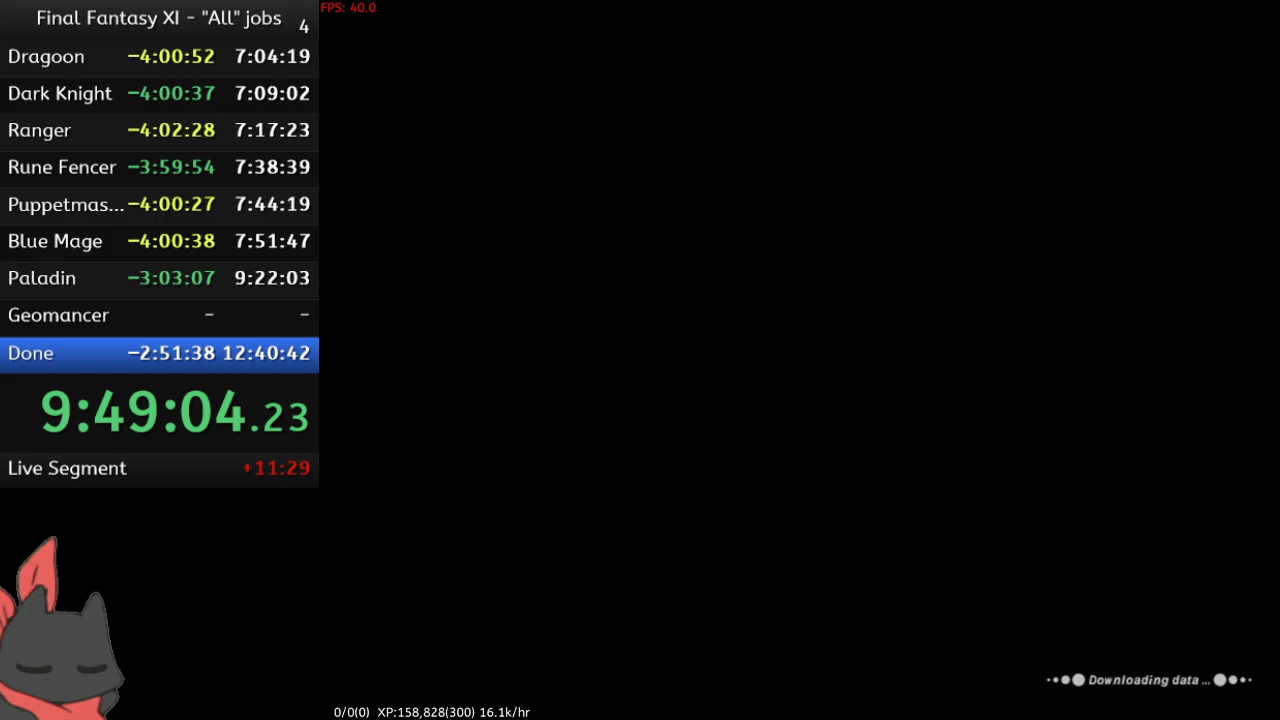 Final Fantasy XI - "All" jobs 4
FPS: 40.0
Dragoon −4:00:52 7:04:19
Dark Knight −4:00:37 7:09:02
Ranger −4:02:28 7:17:23
Rune Fencer −3:59:54 7:38:39
Puppetmas... −4:00:27 7:44:19
Blue Mage −4:00:38 7:51:47
Paladin −3:03:07 9:22:03
Geomancer − −
Done −2:51:38 12:40:42
9:49:04.23
Live Segment +11:29
Downloading data ...
0/0(0) XP:158,828(300) 16.1k/hr